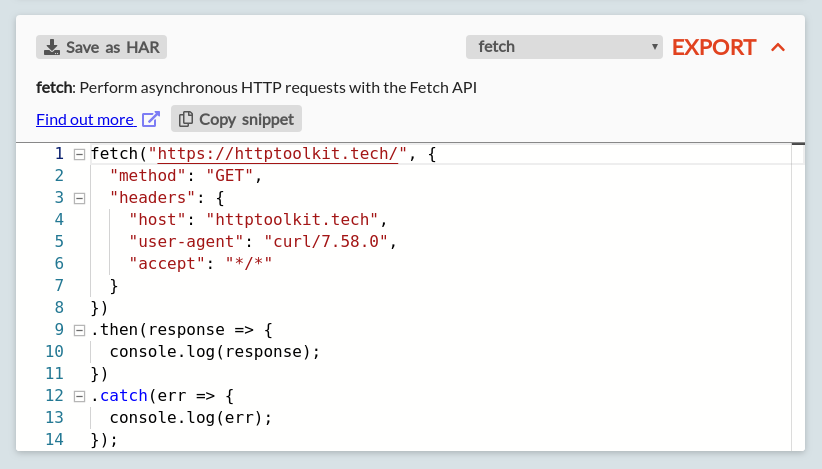 Save as HAR
fetch
EXPORT
fetch: Perform asynchronous HTTP requests with the Fetch API
Find out more
Copy snippet
1 fetch("https://httptoolkit.tech/", {
2   "method": "GET",
3   "headers": {
4     "host": "httptoolkit.tech",
5     "user-agent": "curl/7.58.0",
6     "accept": "*/*"
7   }
8 })
9 .then(response => {
10   console.log(response);
11 })
12 .catch(err => {
13   console.log(err);
14 });